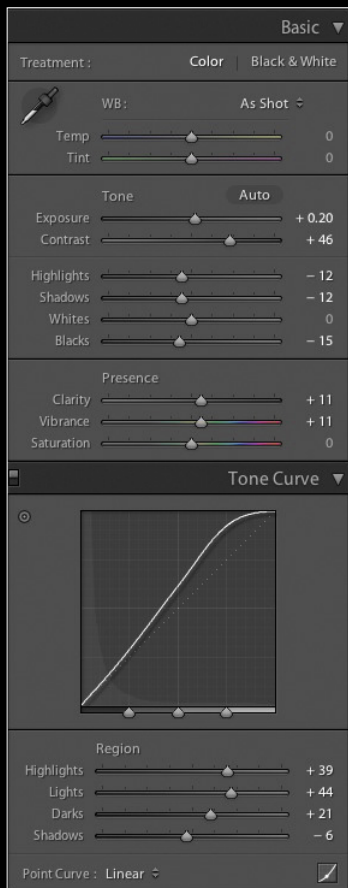 Basic
Treatment : Color | Black & White
WB : As Shot
Temp 0
Tint 0
Tone Auto
Exposure + 0.20
Contrast + 46
Highlights – 12
Shadows – 12
Whites 0
Blacks – 15
Presence
Clarity + 11
Vibrance + 11
Saturation 0
Tone Curve
Region
Highlights + 39
Lights + 44
Darks + 21
Shadows – 6
Point Curve : Linear